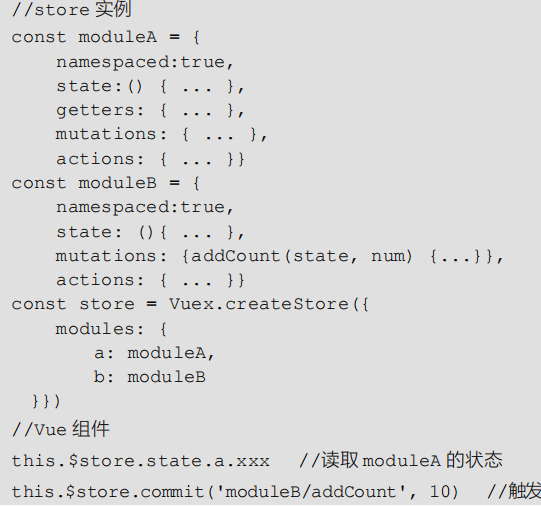 //store 实例
const moduleA = {
    namespaced:true,
    state:() { ... },
    getters: { ... },
    mutations: { ... },
    actions: { ... }}
const moduleB = {
    namespaced:true,
    state: (){ ... },
    mutations: {addCount(state, num) {...}},
    actions: { ... }}
const store = Vuex.createStore({
    modules: {
        a: moduleA,
        b: moduleB
  }})
//Vue 组件
this.$store.state.a.xxx  //读取 moduleA 的状态
this.$store.commit('moduleB/addCount', 10)  //触发